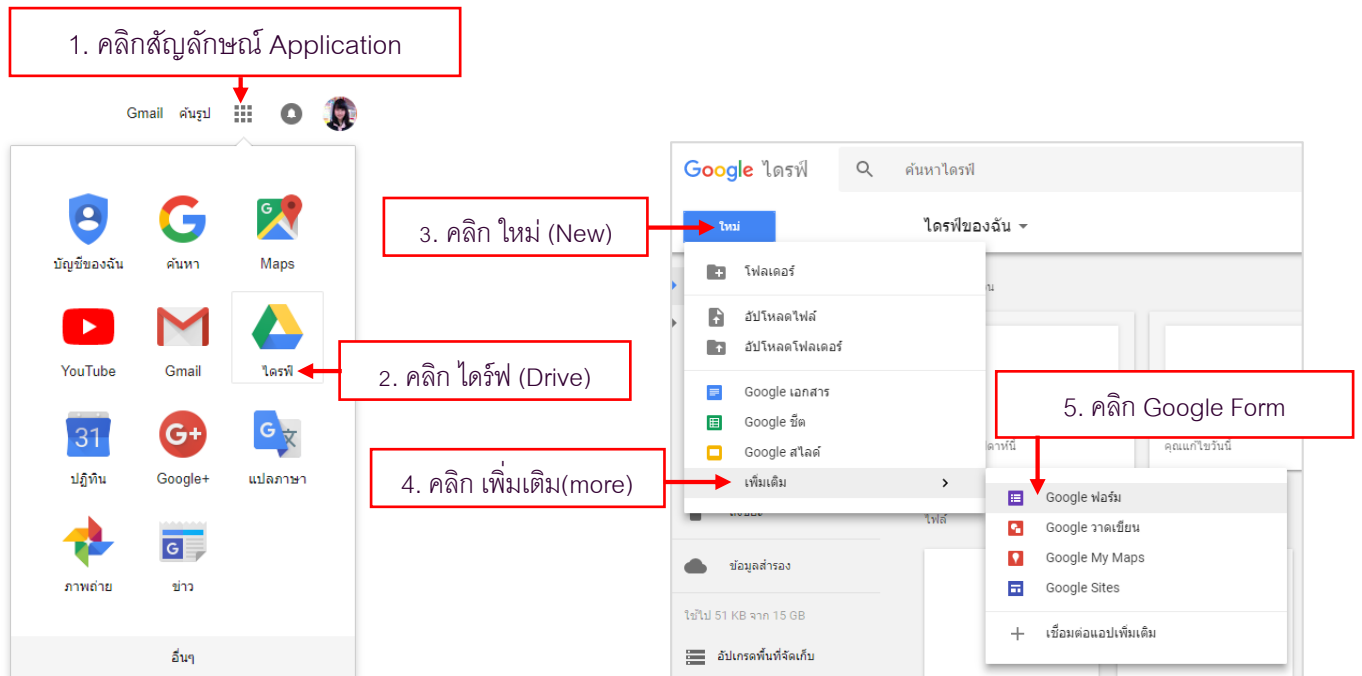 1. คลิกสัญลักษณ์ Application
Gmail ค้นรูป
บัญชีของฉัน ค้นหา Maps
YouTube Gmail ไดรฟ์
31
ปฏิทิน Google+ แปลภาษา
ภาพถ่าย ข่าว
อื่นๆ
2. คลิก ไดร์ฟ (Drive)
Google ไดรฟ์ ค้นหาไดรฟ์
3. คลิก ใหม่ (New)
ใหม่ ไดรฟ์ของฉัน
โฟลเดอร์
อัปโหลดไฟล์
อัปโหลดโฟลเดอร์
Google เอกสาร
Google ชีต
Google สไลด์
4. คลิก เพิ่มเติม(more)
เพิ่มเติม
5. คลิก Google Form
คุณแก้ไขวันนี้
Google ฟอร์ม
Google วาดเขียน
Google My Maps
Google Sites
เชื่อมต่อแอปเพิ่มเติม
ไฟล์
ข้อมูลสำรอง
ใช้ไป 51 KB จาก 15 GB
อัปเกรดพื้นที่จัดเก็บ